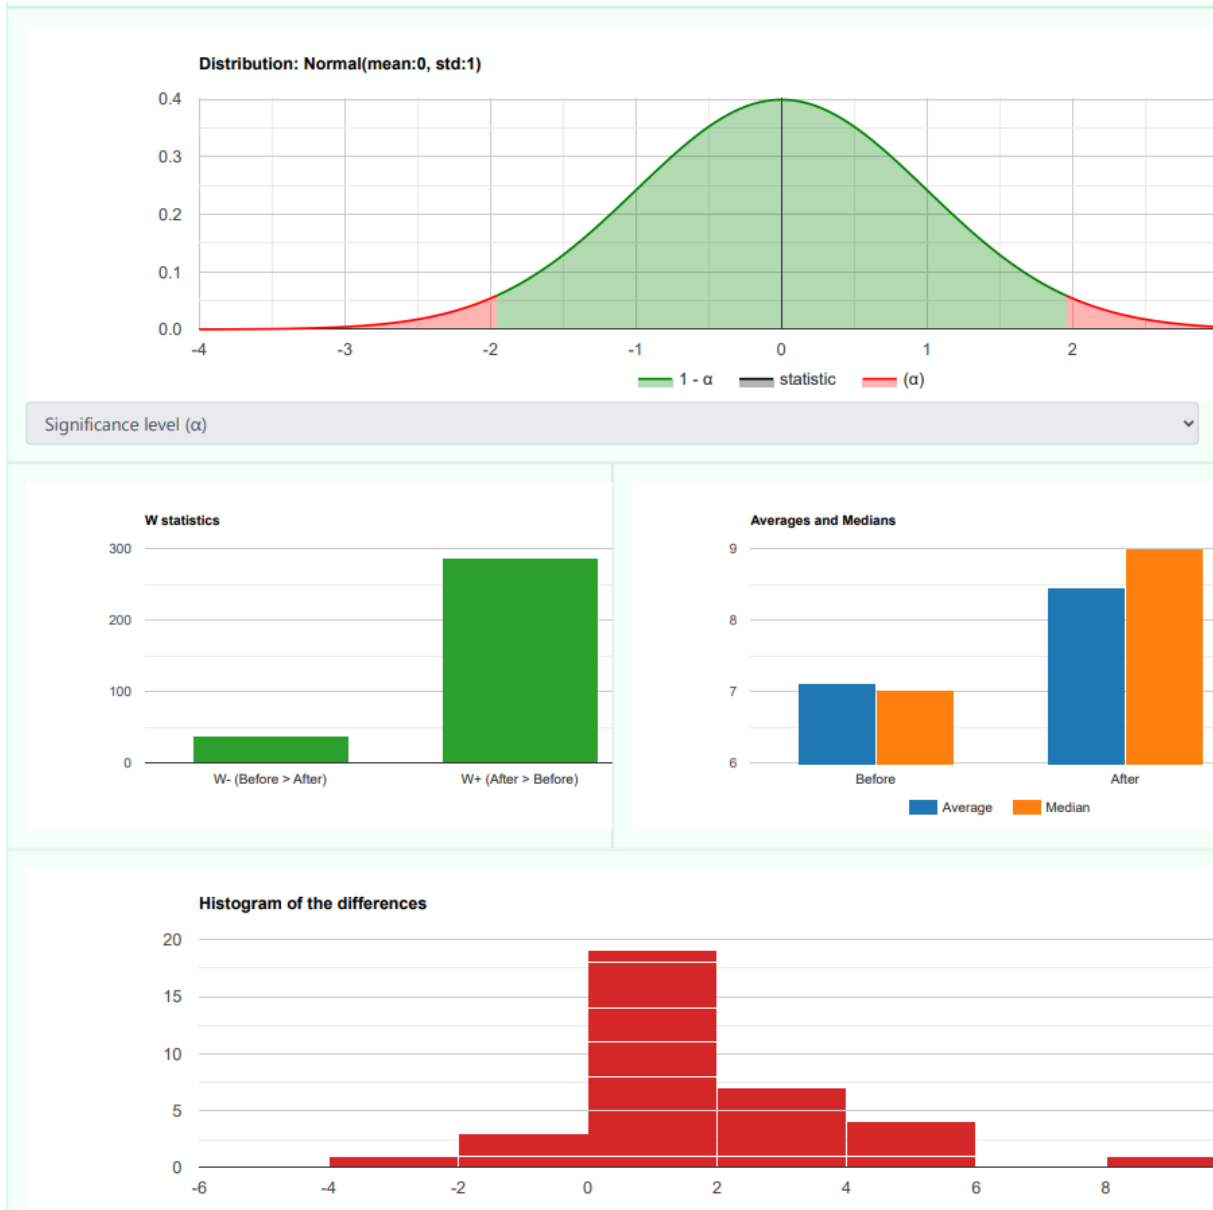 Distribution: Normal(mean:0, std:1)
0.4
0.3
0.2
0.1
0.0
-4 -3 -2 -1 0 1 2
1 - α statistic (α)
Significance level (α)
W statistics
300
200
100
0
W- (Before > After) W+ (After > Before)
Averages and Medians
9
8
7
6
Before After
Average Median
Histogram of the differences
20
15
10
5
0
-6 -4 -2 0 2 4 6 8